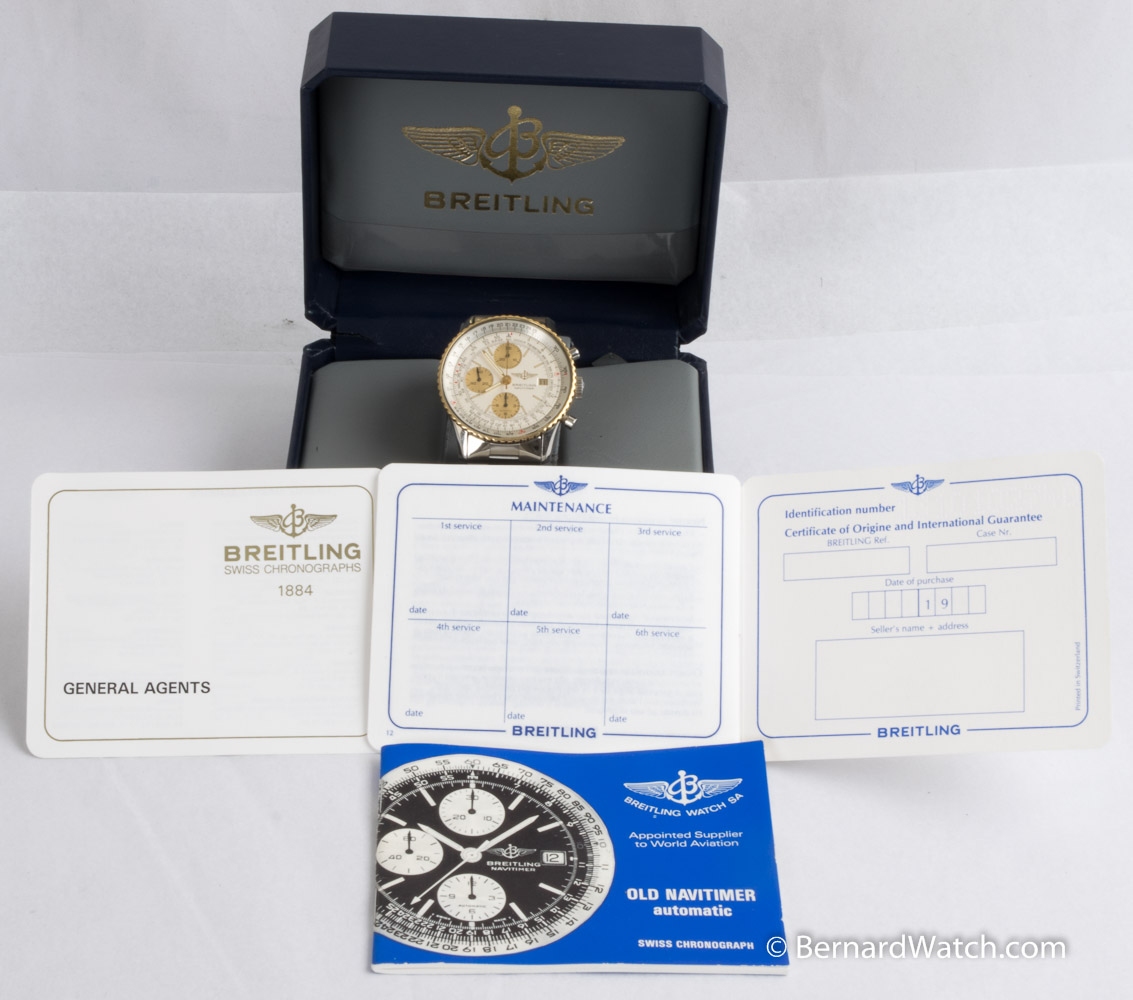 BREITLING
BREITLING
SWISS CHRONOGRAPHS
1884
GENERAL AGENTS
MAINTENANCE
1st service
2nd service
3rd service
date
date
date
4th service
5th service
6th service
date
date
date
12
BREITLING
Identification number
Certificate of Origine and International Guarantee
BREITLING Ref.
Case Nr.
Date of purchase
1 9
Seller's name + address
Printed in Switzerland
BREITLING
BREITLING WATCH SA
Appointed Supplier
to World Aviation
OLD NAVITIMER
automatic
SWISS CHRONOGRAPH
BREITLING
NAVITIMER
12
© BernardWatch.com